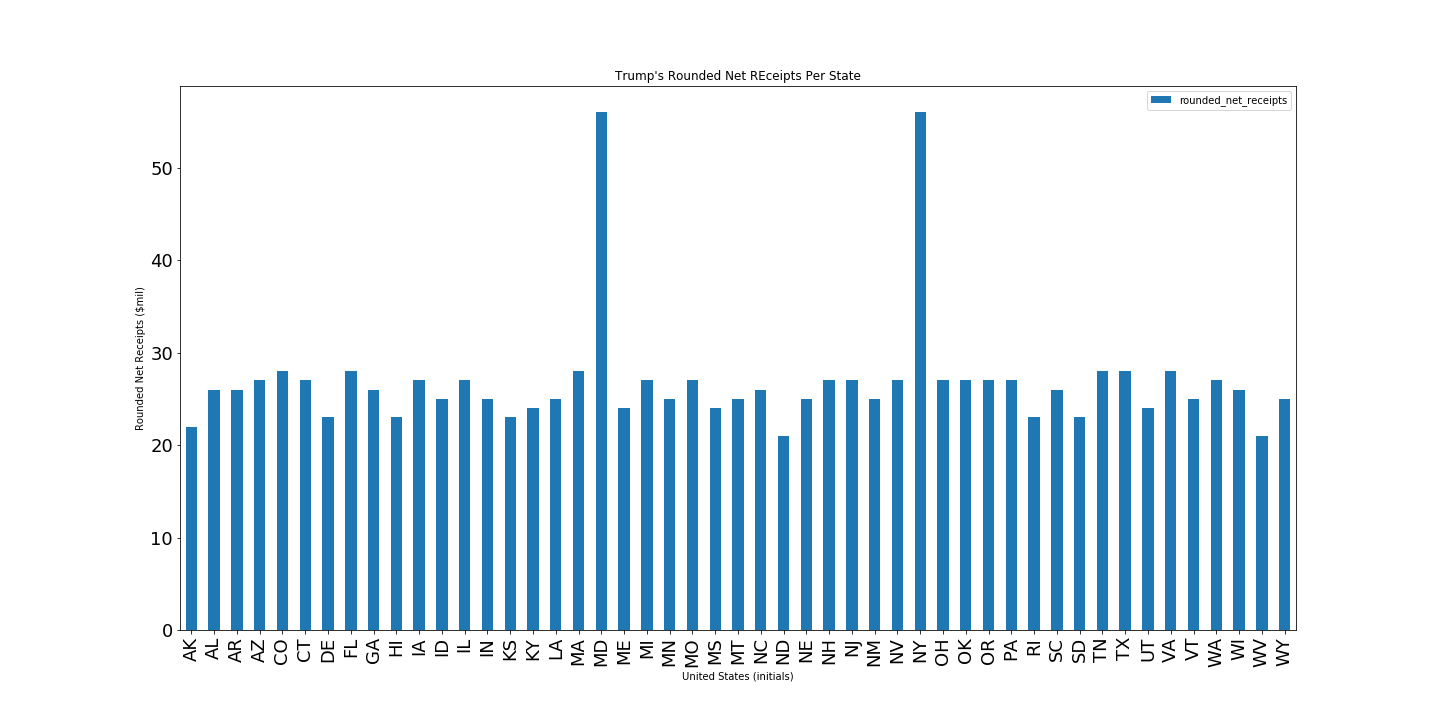 Trump's Rounded Net REceipts Per State
rounded_net_receipts
Rounded Net Receipts ($mil)
50
40
30
20
10
0
AK AL AR AZ CO CT DE FL GA HI IA ID IL IN KS KY LA MA MD ME MI MN MO MS MT NC ND NE NH NJ NM NV NY OH OK OR PA RI SC SD TN TX UT VA VT WA WI WV WY
United States (initials)